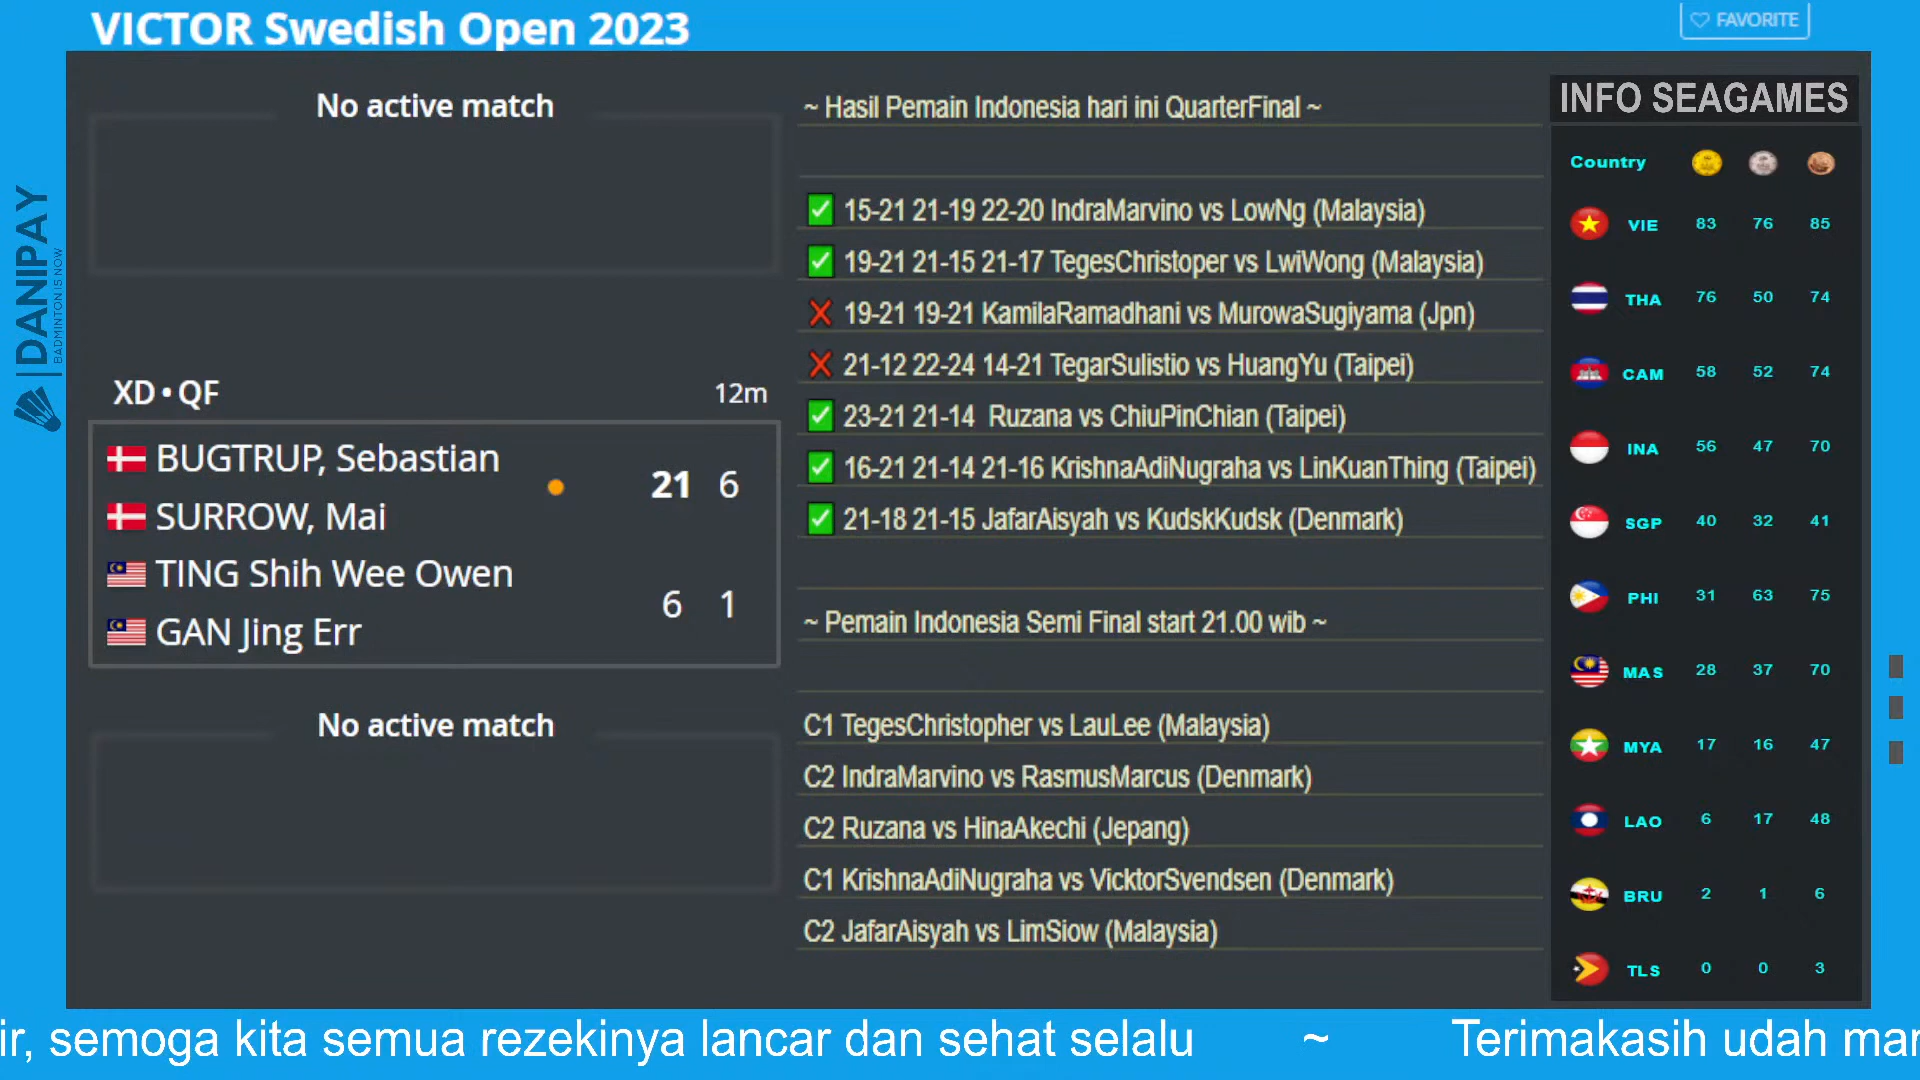 VICTOR Swedish Open 2023
FAVORITE
DANIPAY
BADMINTON IS NOW
No active match
XD • QF 12m
BUGTRUP, Sebastian
SURROW, Mai
21 6
TING Shih Wee Owen
GAN Jing Err
6 1
No active match
~ Hasil Pemain Indonesia hari ini QuarterFinal ~
✅ 15-21 21-19 22-20 IndraMarvino vs LowNg (Malaysia)
✅ 19-21 21-15 21-17 TegesChristoper vs LwiWong (Malaysia)
❌ 19-21 19-21 KamilaRamadhani vs MurowaSugiyama (Jpn)
❌ 21-12 22-24 14-21 TegarSulistio vs HuangYu (Taipei)
✅ 23-21 21-14 Ruzana vs ChiuPinChian (Taipei)
✅ 16-21 21-14 21-16 KrishnaAdiNugraha vs LinKuanThing (Taipei)
✅ 21-18 21-15 JafarAisyah vs KudskKudsk (Denmark)
~ Pemain Indonesia Semi Final start 21.00 wib ~
C1 TegesChristopher vs LauLee (Malaysia)
C2 IndraMarvino vs RasmusMarcus (Denmark)
C2 Ruzana vs HinaAkechi (Jepang)
C1 KrishnaAdiNugraha vs VicktorSvendsen (Denmark)
C2 JafarAisyah vs LimSiow (Malaysia)
INFO SEAGAMES
Country
VIE 83 76 85
THA 76 50 74
CAM 58 52 74
INA 56 47 70
SGP 40 32 41
PHI 31 63 75
MAS 28 37 70
MYA 17 16 47
LAO 6 17 48
BRU 2 1 6
TLS 0 0 3
ir, semoga kita semua rezekinya lancar dan sehat selalu ~ Terimakasih udah mar